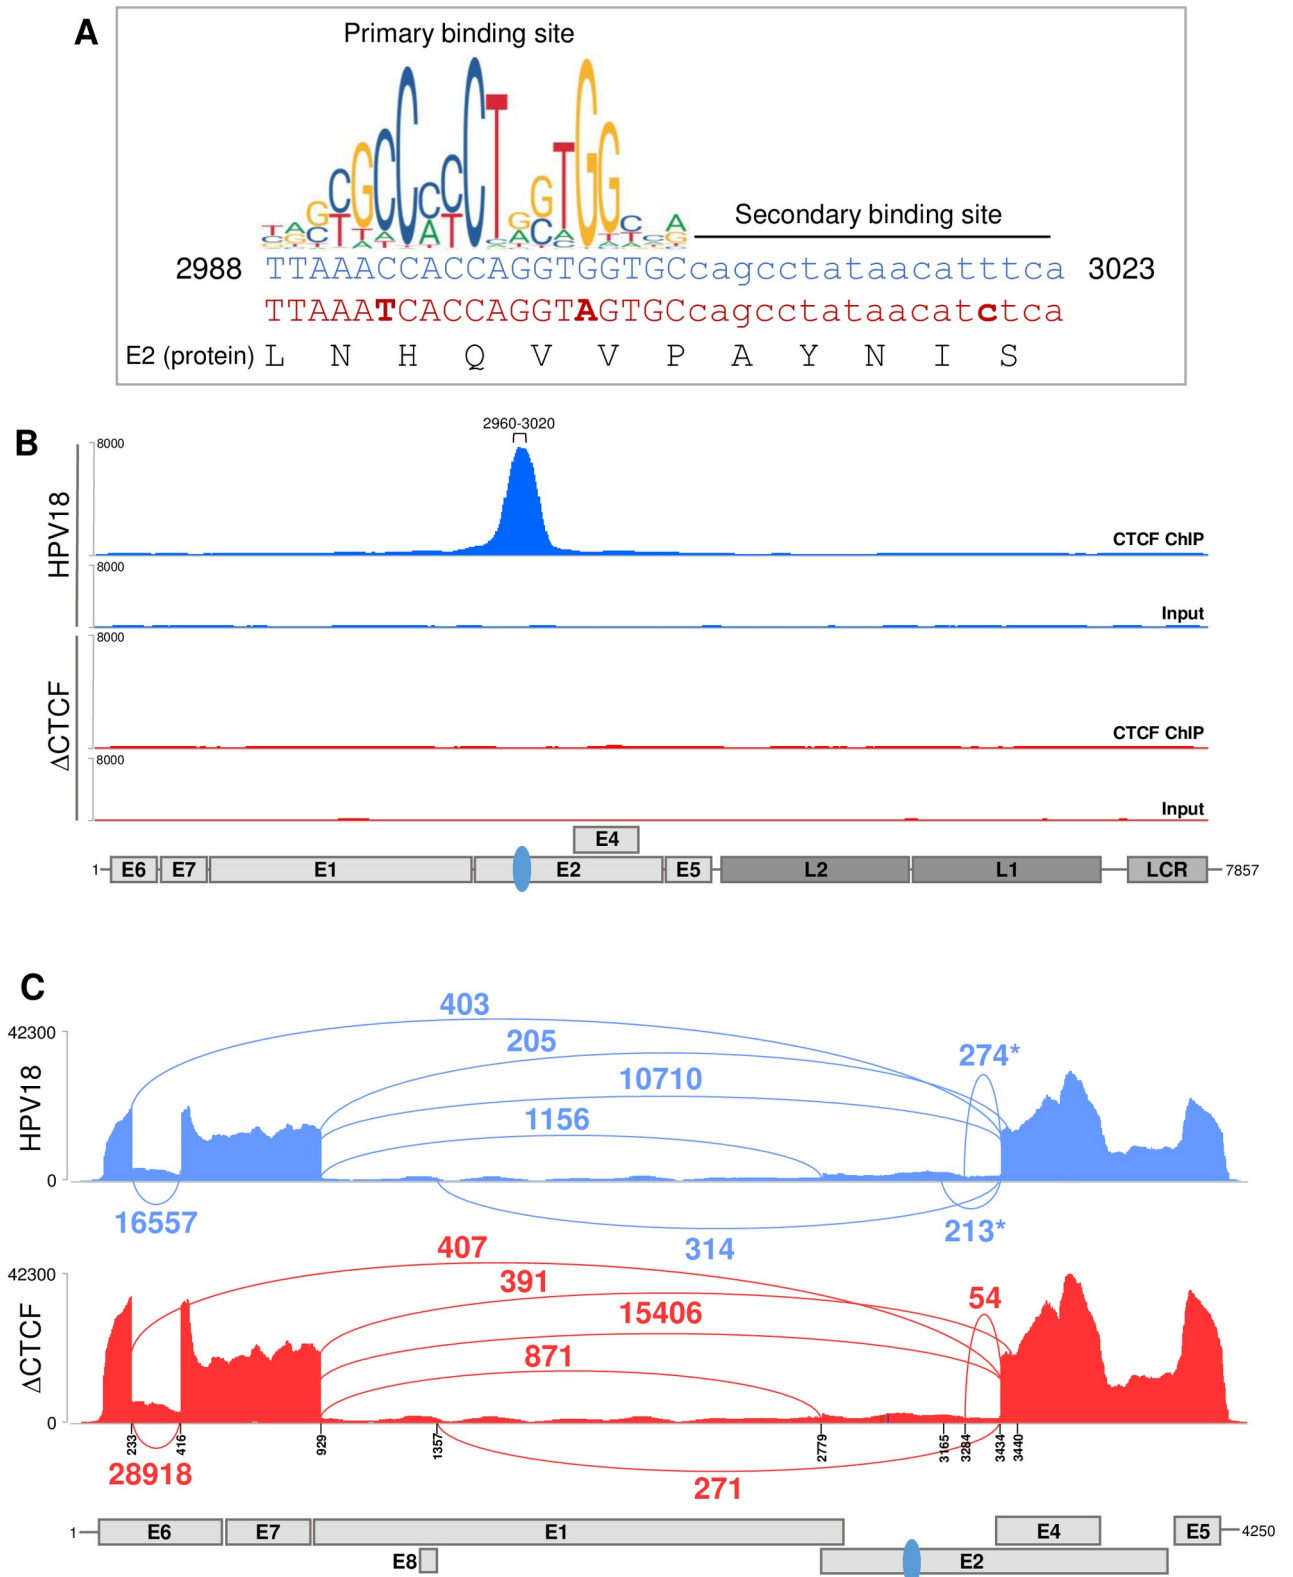 A
Primary binding site
Secondary binding site
2988 TTAAACCACCAGGTGGTGCcagcctataacatttca 3023
TTAAATCACCAGGTAGTGCcagcctataacatctca
E2 (protein) L N H Q V V P A Y N I S
B
2960-3020
8000
HPV18
CTCF ChIP
8000
Input
8000
ΔCTCF
CTCF ChIP
8000
Input
E4
1 E6 E7 E1 E2 E5 L2 L1 LCR 7857
C
403
42300
205
274*
HPV18
10710
1156
0
16557
213*
314
407
42300
391
54
15406
ΔCTCF
871
0
233 416 929 1357 2779 3165 3284 3434 3440
28918
271
1 E6 E7 E1 E4 E5 4250
E8 E2